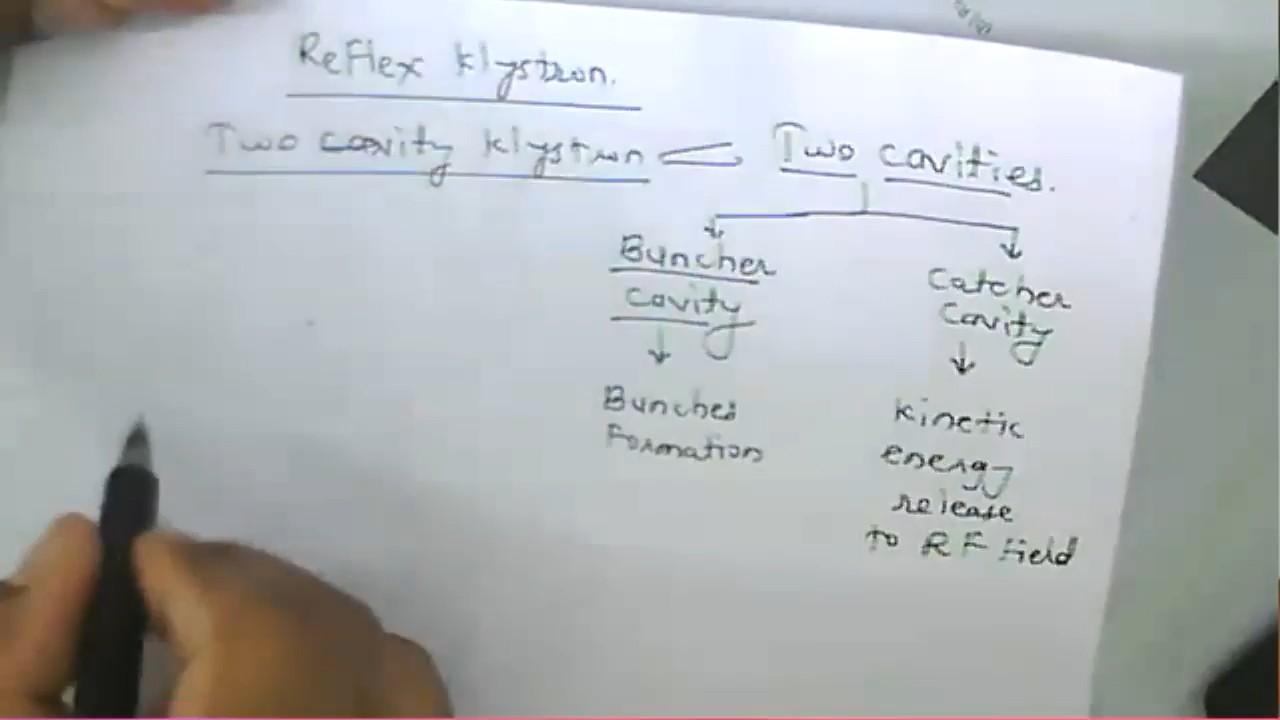 Reflex Klystron.
Two cavity Klystron < Two cavities.
Buncher
cavity
Bunches
Formation
Catcher
Cavity
Kinetic
energy
release
to RF Field